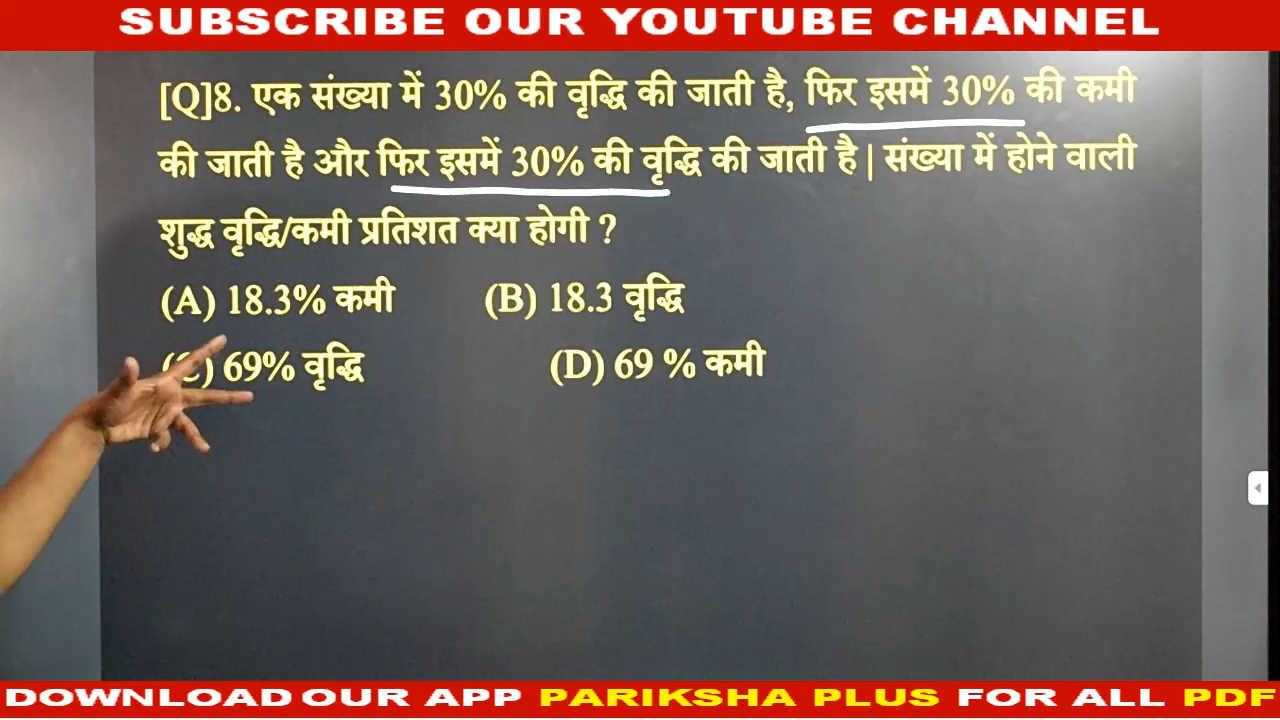 SUBSCRIBE OUR YOUTUBE CHANNEL
[Q]8. एक संख्या में 30% की वृद्धि की जाती है, फिर इसमें 30% की कमी
की जाती है और फिर इसमें 30% की वृद्धि की जाती है | संख्या में होने वाली
शुद्ध वृद्धि/कमी प्रतिशत क्या होगी ?
(A) 18.3% कमी (B) 18.3 वृद्धि
(C) 69% वृद्धि (D) 69 % कमी
DOWNLOAD OUR APP PARIKSHA PLUS FOR ALL PDF